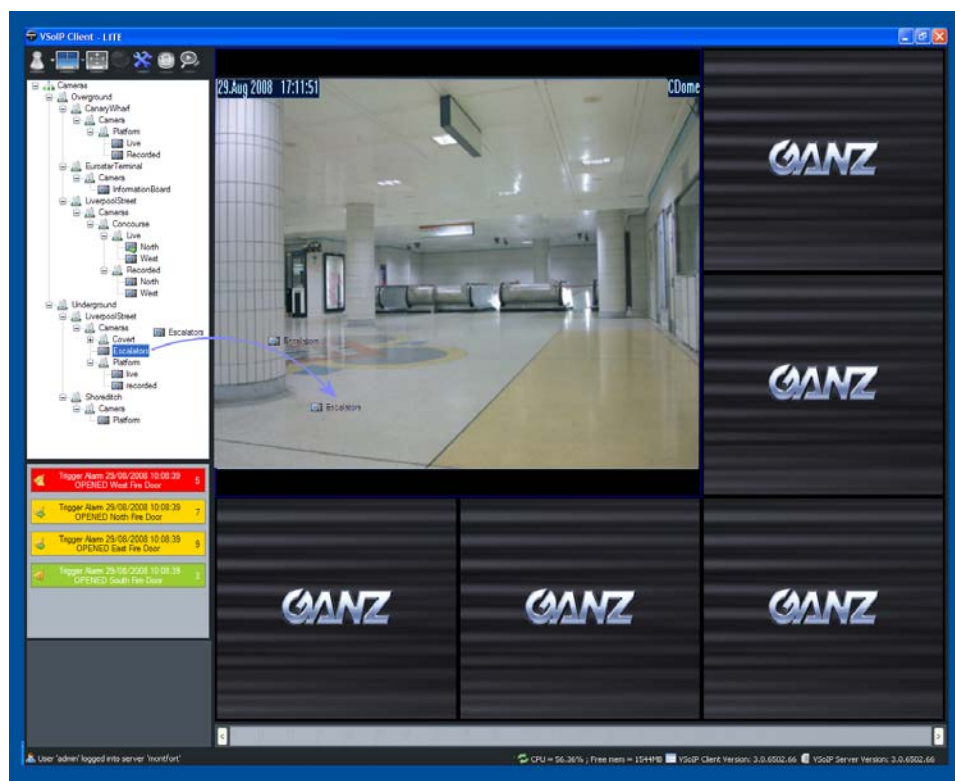 VSoIP Client - LITE
Cameras
Overground
CanaryWharf
Camera
Platform
Live
Recorded
EurostarTerminal
Camera
InformationBoard
LiverpoolStreet
Cameras
Concourse
Live
North
West
Recorded
North
West
Underground
LiverpoolStreet
Cameras
Covert
Escalators
Platform
live
recorded
Shoreditch
Camera
Platform
Escalators
29.Aug 2008 17:11:51
CDome
Escalators
Escalators
GANZ
GANZ
GANZ
GANZ
GANZ
Trigger Alarm 29/08/2008 10:08:39
OPENED West Fire Door
5
Trigger Alarm 29/08/2008 10:08:39
OPENED North Fire Door
7
Trigger Alarm 29/08/2008 10:08:39
OPENED East Fire Door
9
Trigger Alarm 29/08/2008 10:08:39
OPENED South Fire Door
3
User 'admin' logged into server 'montfort'
CPU = 56.36% ; Free mem = 1544MB
VSoIP Client Version: 3.0.6502.66
VSoIP Server Version: 3.0.6502.66